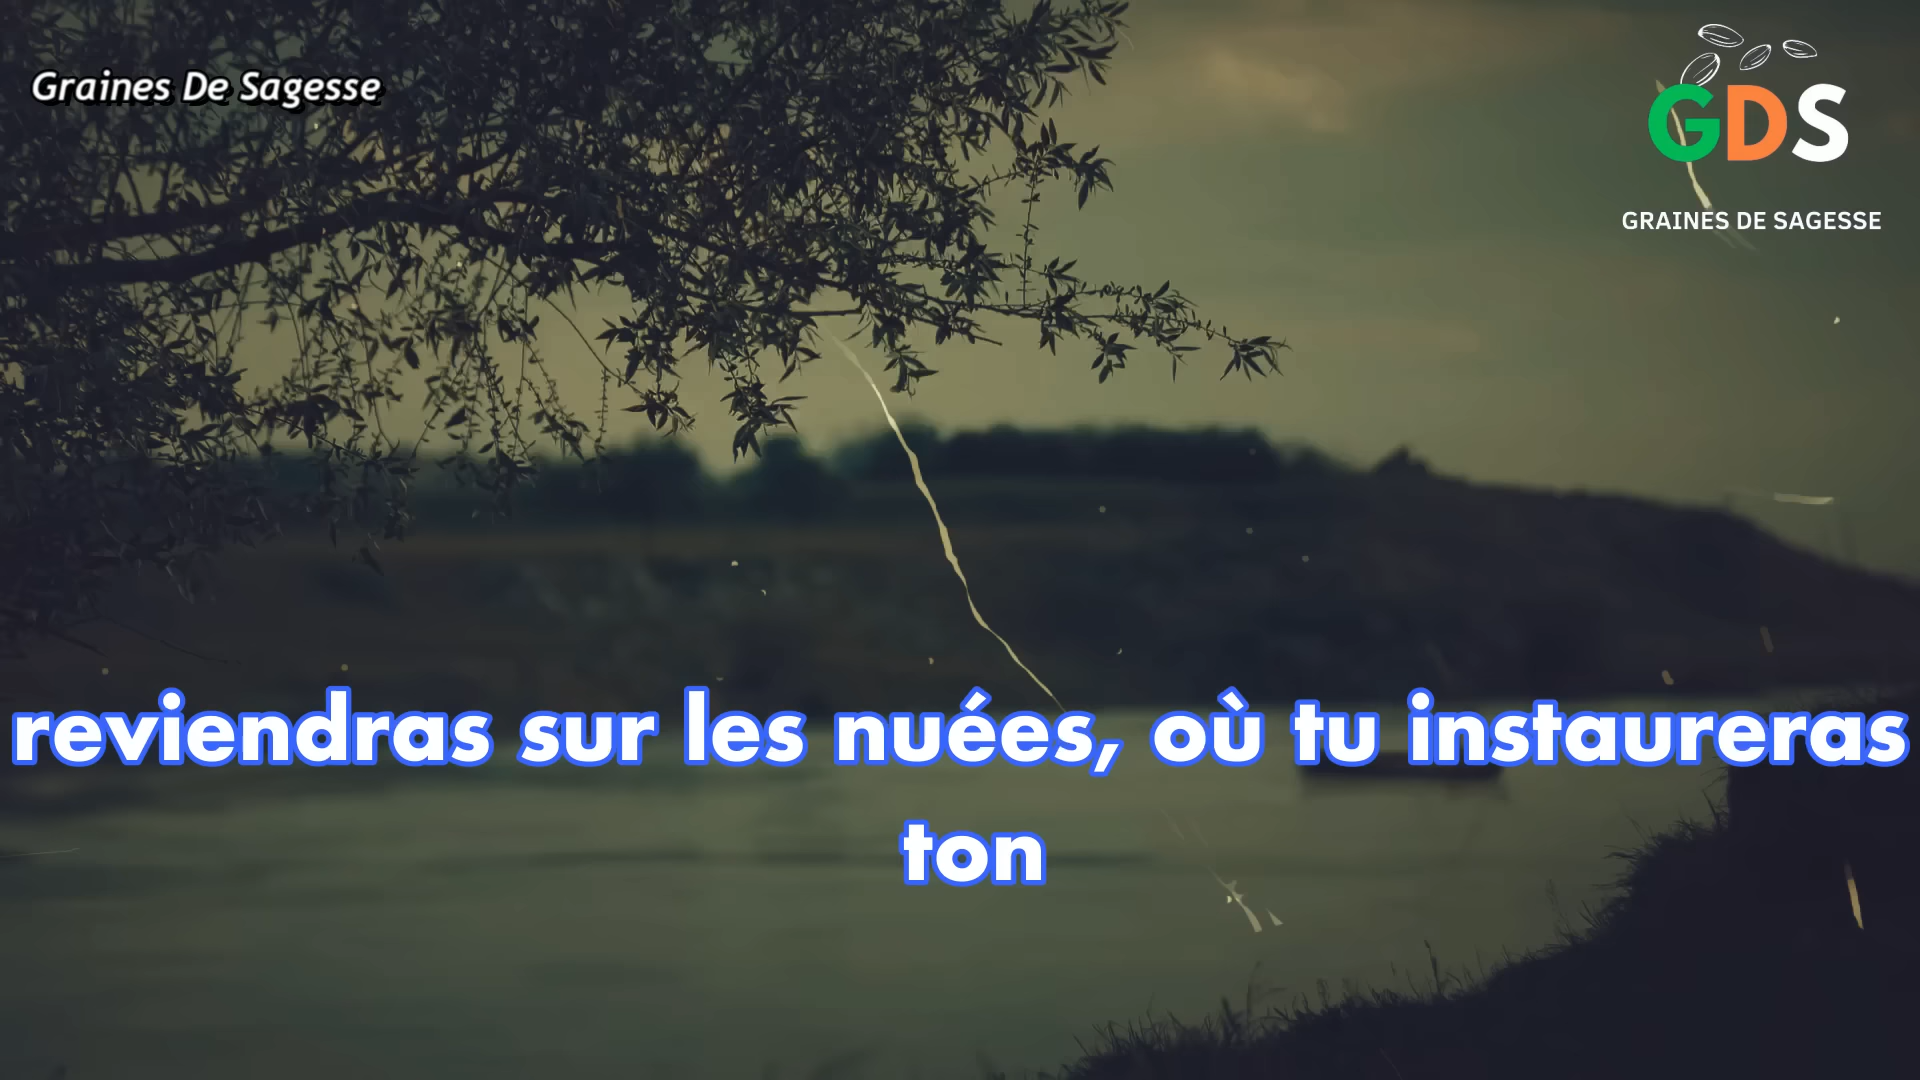 Graines De Sagesse
GDS
GRAINES DE SAGESSE
reviendras sur les nuées, où tu instaureras
ton